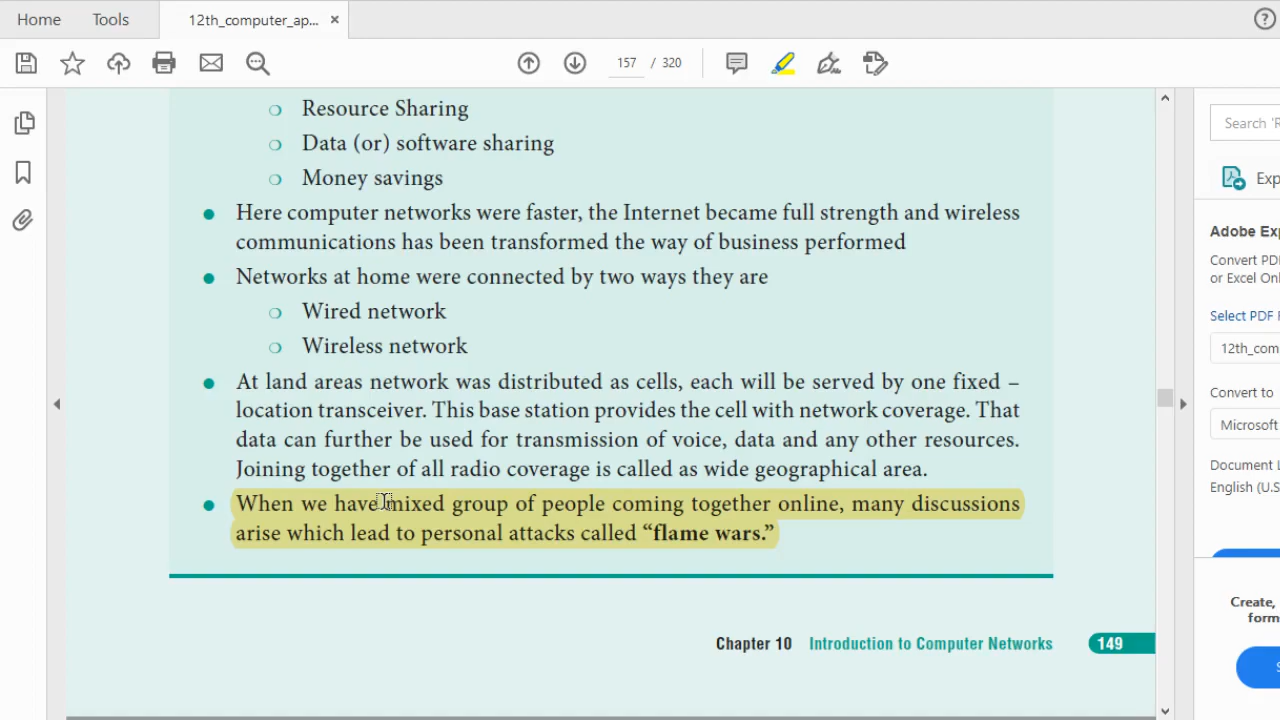 Home
Tools
12th_computer_ap...
×
?
157 / 320
Resource Sharing
Data (or) software sharing
Money savings
Here computer networks were faster, the Internet became full strength and wireless
communications has been transformed the way of business performed
Networks at home were connected by two ways they are
Wired network
Wireless network
At land areas network was distributed as cells, each will be served by one fixed –
location transceiver. This base station provides the cell with network coverage. That
data can further be used for transmission of voice, data and any other resources.
Joining together of all radio coverage is called as wide geographical area.
When we have mixed group of people coming together online, many discussions
arise which lead to personal attacks called “flame wars.”
Chapter 10 Introduction to Computer Networks 149
Search 'R
Exp
Adobe Exp
Convert PD
or Excel Onl
Select PDF F
12th_com
Convert to
Microsoft
Document L
English (U.S
Create,
form
S